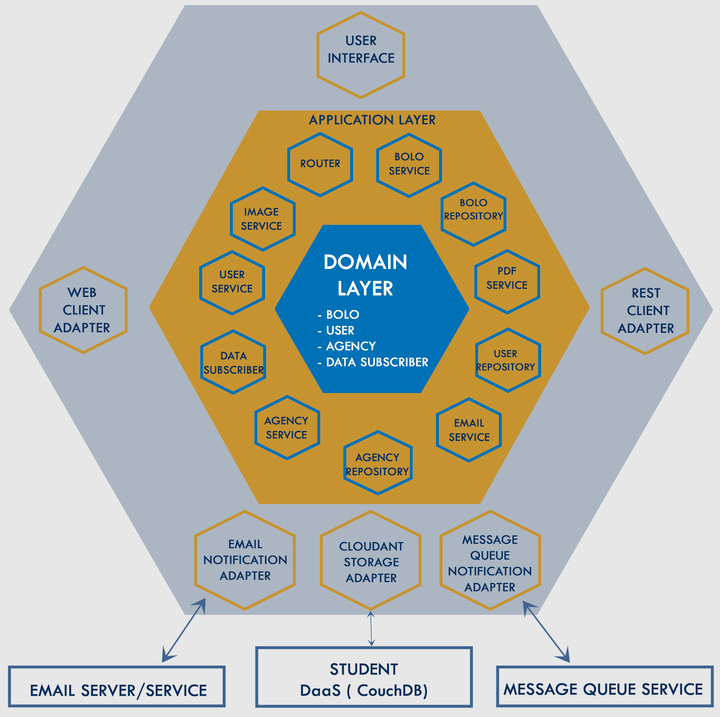 USER
INTERFACE
APPLICATION LAYER
ROUTER
BOLO
SERVICE
IMAGE
SERVICE
BOLO
REPOSITORY
USER
SERVICE
PDF
SERVICE
DOMAIN
LAYER
- BOLO
- USER
- AGENCY
- DATA SUBSCRIBER
WEB
CLIENT
ADAPTER
REST
CLIENT
ADAPTER
DATA
SUBSCRIBER
USER
REPOSITORY
AGENCY
SERVICE
EMAIL
SERVICE
AGENCY
REPOSITORY
EMAIL
NOTIFICATION
ADAPTER
CLOUDANT
STORAGE
ADAPTER
MESSAGE
QUEUE
NOTIFICATION
ADAPTER
EMAIL SERVER/SERVICE
STUDENT
DaaS ( CouchDB)
MESSAGE QUEUE SERVICE